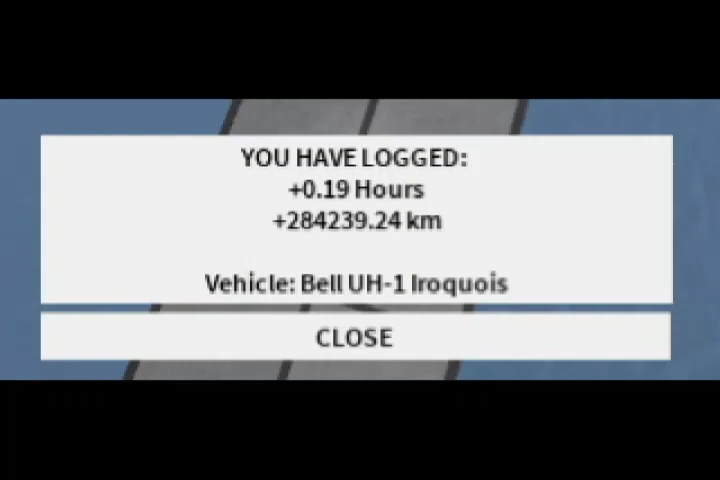 YOU HAVE LOGGED:
+0.19 Hours
+284239.24 km
Vehicle: Bell UH-1 Iroquois
CLOSE